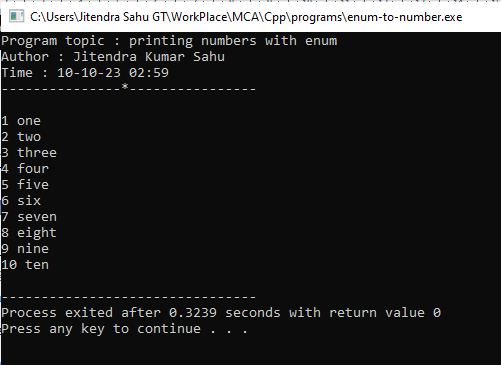 C:\Users\Jitendra Sahu GT\WorkPlace\MCA\Cpp\programs\enum-to-number.exe
Program topic : printing numbers with enum
Author : Jitendra Kumar Sahu
Time : 10-10-23 02:59
---------------*----------------
1 one
2 two
3 three
4 four
5 five
6 six
7 seven
8 eight
9 nine
10 ten
--------------------------------
Process exited after 0.3239 seconds with return value 0
Press any key to continue . . .